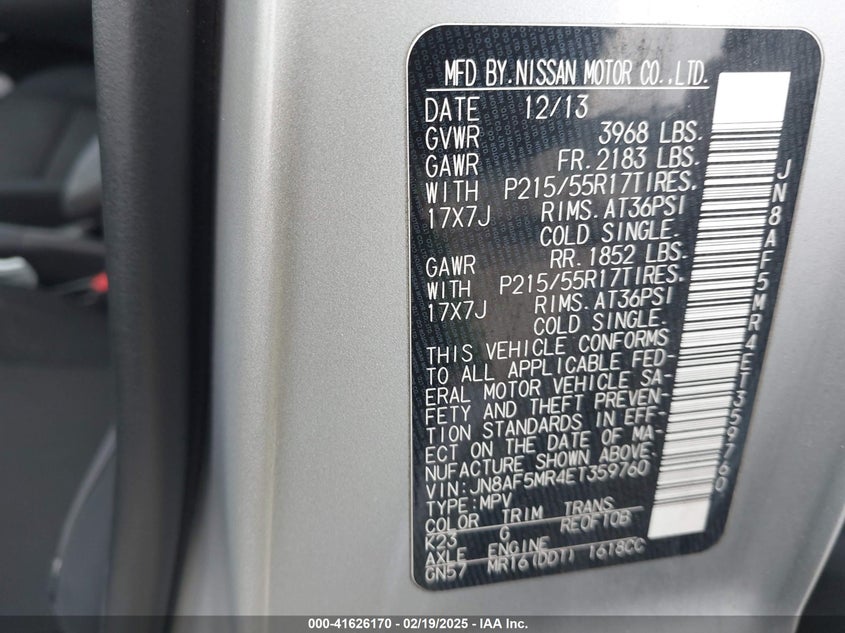 MFD BY.NISSAN MOTOR CO.,LTD.
DATE 12/13
GVWR 3968 LBS.
GAWR FR. 2183 LBS.
WITH P215/55R17TIRES.
17X7J RIMS. AT36PSI
COLD SINGLE.
GAWR RR. 1852 LBS.
WITH P215/55R17TIRES.
17X7J RIMS. AT36PSI
COLD SINGLE.
THIS VEHICLE CONFORMS
TO ALL APPLICABLE FED-
ERAL MOTOR VEHICLE SA-
FETY AND THEFT PREVEN-
TION STANDARDS IN EFF-
ECT ON THE DATE OF MA-
NUFACTURE SHOWN ABOVE.
VIN:JN8AF5MR4ET359760
TYPE:MPV
COLOR TRIM TRANS
K23 G RE0F10B
AXLE ENGINE
GN57 MR16(DDT) 1618CC
JN8AF5MR4ET359760
000-41626170 - 02/19/2025 - IAA Inc.